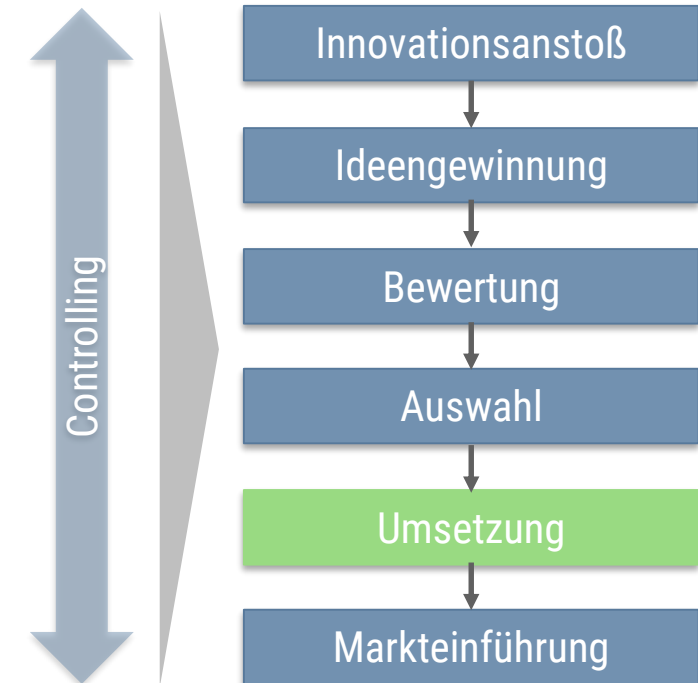 Controlling
Innovationsanstoß
Ideengewinnung
Bewertung
Auswahl
Umsetzung
Markteinführung